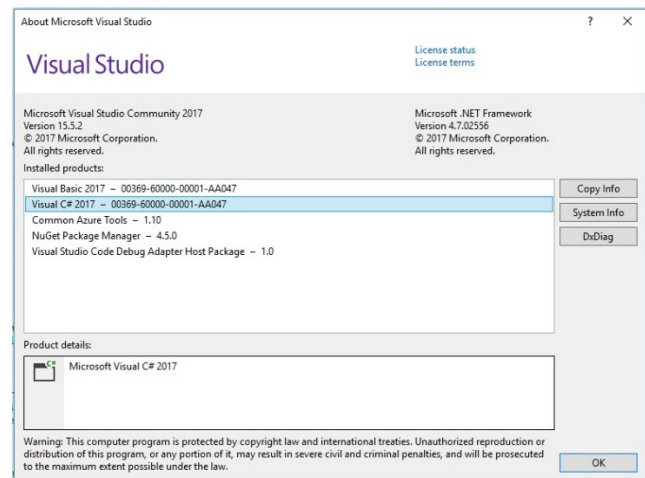 About Microsoft Visual Studio
?
Visual Studio
License status
License terms
Microsoft Visual Studio Community 2017
Version 15.5.2
© 2017 Microsoft Corporation.
All rights reserved.
Microsoft .NET Framework
Version 4.7.02556
© 2017 Microsoft Corporation.
All rights reserved.
Installed products:
Visual Basic 2017 – 00369-60000-00001-AA047
Visual C# 2017 – 00369-60000-00001-AA047
Common Azure Tools – 1.10
NuGet Package Manager – 4.5.0
Visual Studio Code Debug Adapter Host Package – 1.0
Copy Info
System Info
DxDiag
Product details:
C#
Microsoft Visual C# 2017
Warning: This computer program is protected by copyright law and international treaties. Unauthorized reproduction or
distribution of this program, or any portion of it, may result in severe civil and criminal penalties, and will be prosecuted
to the maximum extent possible under the law.
OK